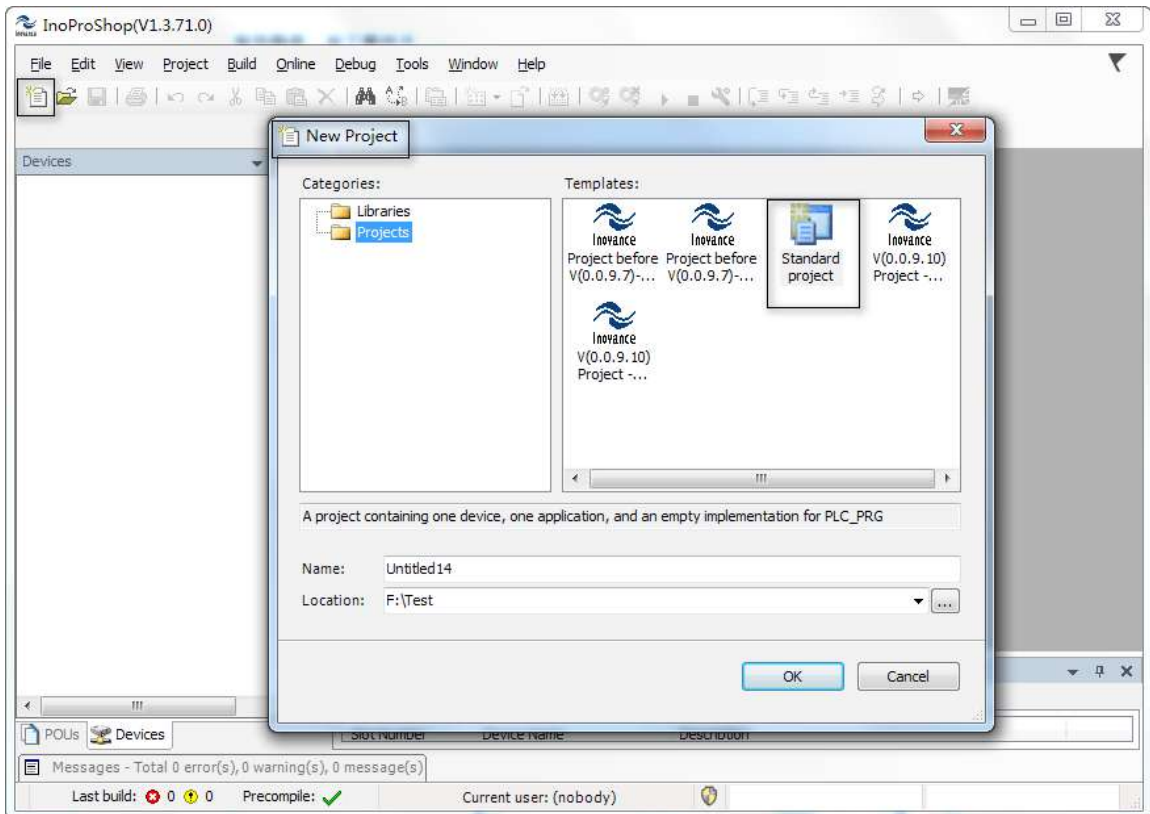 InoProShop(V1.3.71.0)
File Edit View Project Build Online Debug Tools Window Help
New Project
Devices
Categories:
Templates:
Libraries
Projects
Inovance
Project before
V(0.0.9.7)-...
Inovance
Project before
V(0.0.9.7)-...
Standard
project
Inovance
V(0.0.9.10)
Project -...
Inovance
V(0.0.9.10)
Project -...
A project containing one device, one application, and an empty implementation for PLC_PRG
Name: Untitled14
Location: F:\Test
...
OK Cancel
POUs Devices
Slot Number Device Name Description
Messages - Total 0 error(s), 0 warning(s), 0 message(s)
Last build: 0 0 Precompile: Current user: (nobody)